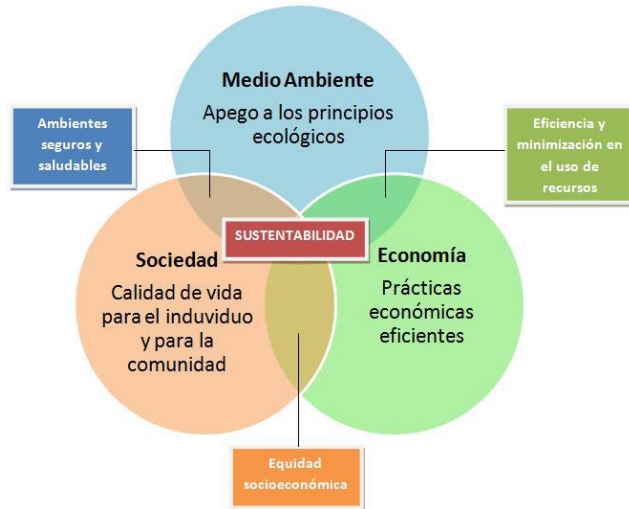 Medio Ambiente
Apego a los principios
ecológicos
Ambientes
seguros y
saludables
Eficiencia y
minimización en
el uso de
recursos
SUSTENTABILIDAD
Sociedad
Calidad de vida
para el induviduo
y para la
comunidad
Economía
Prácticas
económicas
eficientes
Equidad
socioeconómica